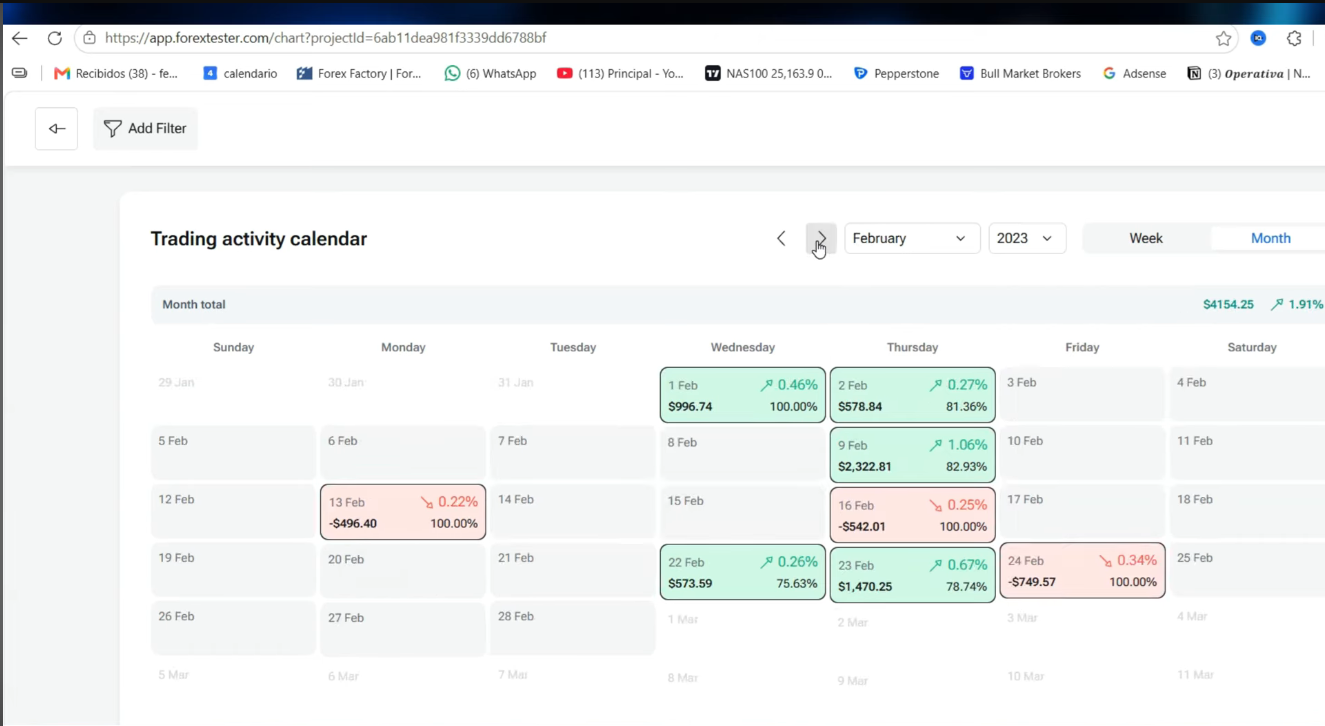 https://app.forextester.com/chart?projectId=6ab11dea981f3339dd6788bf
Recibidos (38) - fe... 4 calendario Forex Factory | For... (6) WhatsApp (113) Principal - Yo... 17 NAS100 25,163.9 0... Pepperstone Bull Market Brokers Adsense (3) Operativa | N...
Add Filter
Trading activity calendar
February 2023 Week Month
Month total $4154.25 1.91%
Sunday Monday Tuesday Wednesday Thursday Friday Saturday
29 Jan 30 Jan 31 Jan 1 Feb 0.46% 2 Feb 0.27% 3 Feb 4 Feb
$996.74 100.00% $578.84 81.36%
5 Feb 6 Feb 7 Feb 8 Feb 9 Feb 1.06% 10 Feb 11 Feb
$2,322.81 82.93%
12 Feb 13 Feb 0.22% 14 Feb 15 Feb 16 Feb 0.25% 17 Feb 18 Feb
-$496.40 100.00% -$542.01 100.00%
19 Feb 20 Feb 21 Feb 22 Feb 0.26% 23 Feb 0.67% 24 Feb 0.34% 25 Feb
$573.59 75.63% $1,470.25 78.74% -$749.57 100.00%
26 Feb 27 Feb 28 Feb 1 Mar 2 Mar 3 Mar 4 Mar
5 Mar 6 Mar 7 Mar 8 Mar 9 Mar 10 Mar 11 Mar